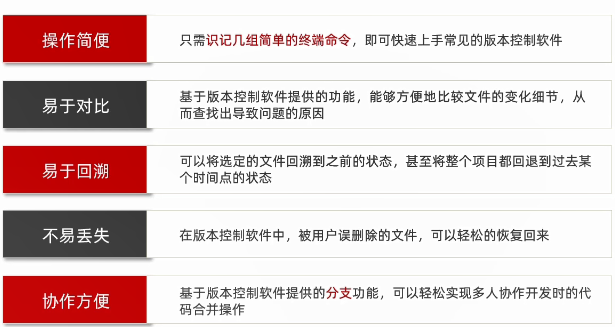 操作简便
只需识记几组简单的终端命令，即可快速上手常见的版本控制软件
易于对比
基于版本控制软件提供的功能，能够方便地比较文件的变化细节，从
而查找出导致问题的原因
易于回溯
可以将选定的文件回溯到之前的状态，甚至将整个项目都回退到过去某
个时间点的状态
不易丢失
在版本控制软件中，被用户误删除的文件，可以轻松的恢复回来
协作方便
基于版本控制软件提供的分支功能，可以轻松实现多人协作开发时的代
码合并操作